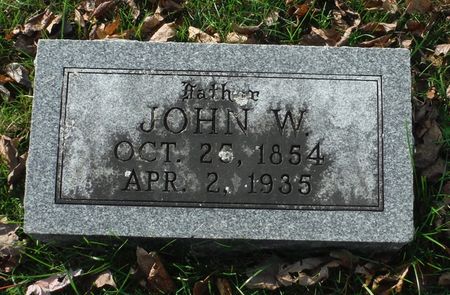 Father
JOHN W.
OCT. 25, 1854
APR. 2, 1935